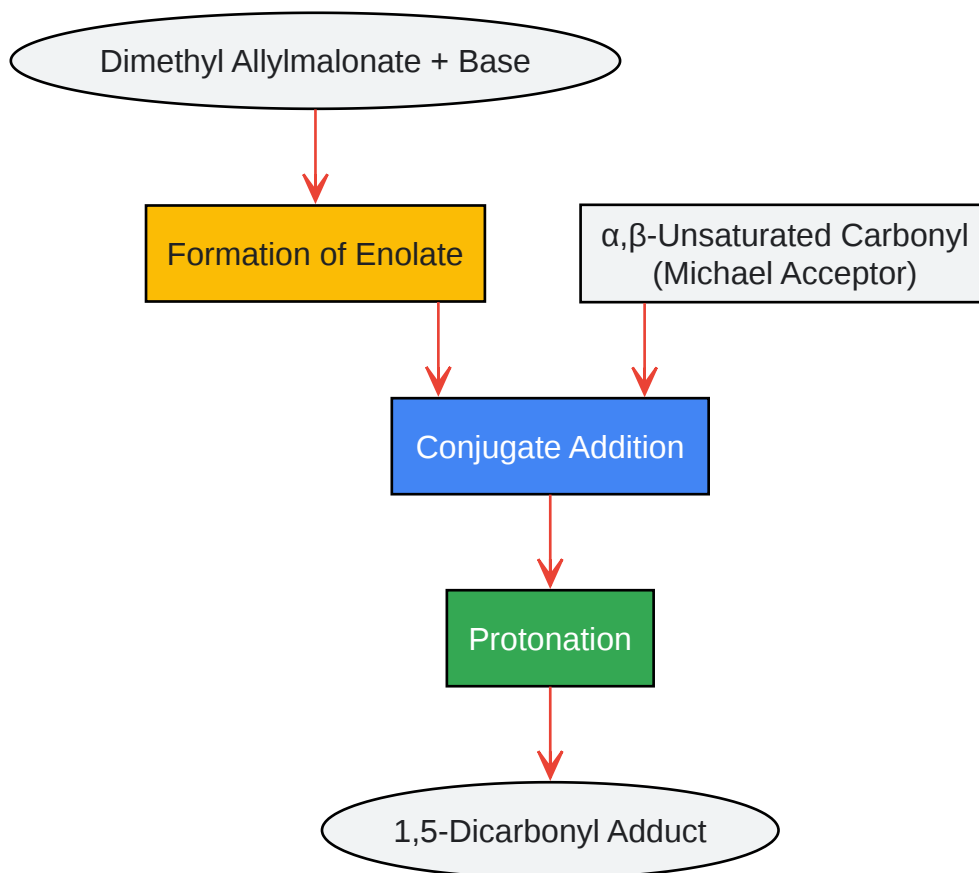 Dimethyl Allylmalonate + Base
Formation of Enolate
α,β-Unsaturated Carbonyl
(Michael Acceptor)
Conjugate Addition
Protonation
1,5-Dicarbonyl Adduct